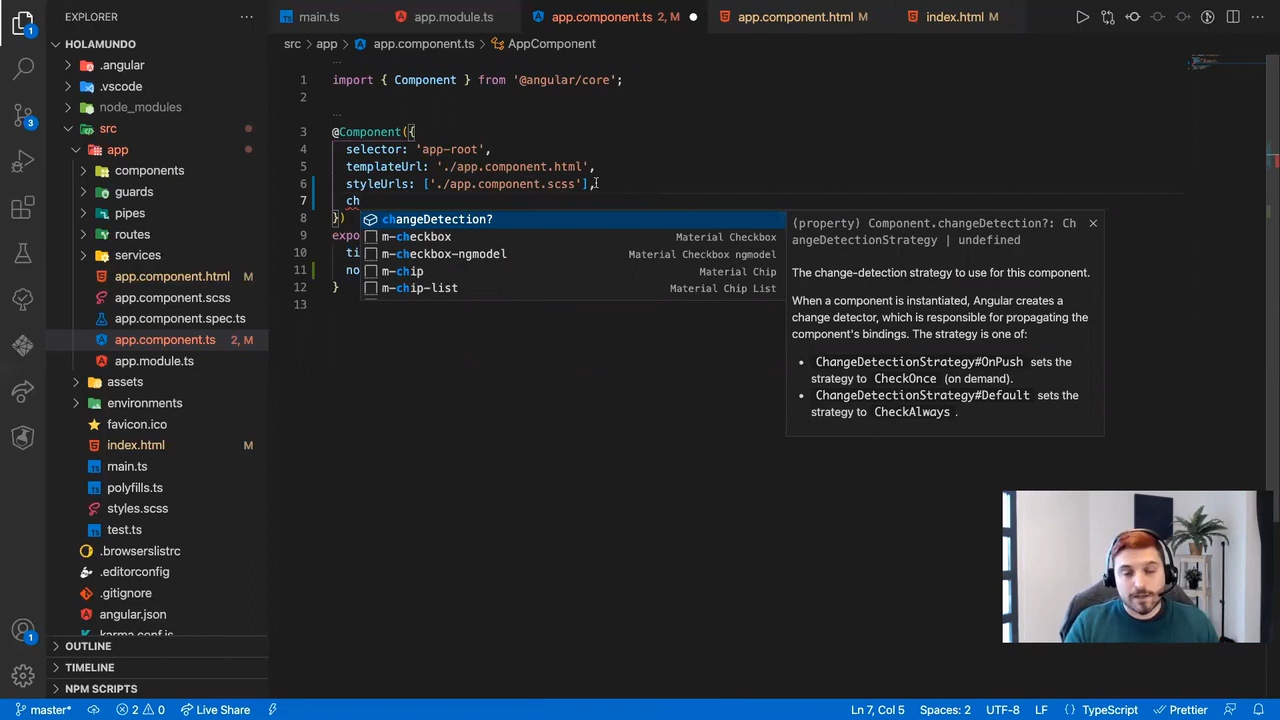 EXPLORER
HOLAMUNDO
.angular
.vscode
node_modules
src
app
components
guards
pipes
routes
services
app.component.html M
app.component.scss
app.component.spec.ts
app.component.ts 2, M
app.module.ts
assets
environments
favicon.ico
index.html M
main.ts
polyfills.ts
styles.scss
test.ts
.browserslistrc
.editorconfig
.gitignore
angular.json
karma.conf.js
OUTLINE
TIMELINE
NPM SCRIPTS
1
3
1
main.ts app.module.ts app.component.ts 2, M app.component.html M index.html M
src > app > app.component.ts > AppComponent
1 import { Component } from '@angular/core';
2
3 @Component({
4 selector: 'app-root',
5 templateUrl: './app.component.html',
6 styleUrls: ['./app.component.scss'],
7 ch
8 })
9 expo
10 ti
11 no
12 }
13
changeDetection?
m-checkbox Material Checkbox
m-checkbox-ngmodel Material Checkbox ngmodel
m-chip Material Chip
m-chip-list Material Chip List
(property) Component.changeDetection?: Ch
angeDetectionStrategy | undefined
The change-detection strategy to use for this component.
When a component is instantiated, Angular creates a
change detector, which is responsible for propagating the
component's bindings. The strategy is one of:
• ChangeDetectionStrategy#OnPush sets the
strategy to CheckOnce (on demand).
• ChangeDetectionStrategy#Default sets the
strategy to CheckAlways .
master* 2 0 Live Share Ln 7, Col 5 Spaces: 2 UTF-8 LF { } TypeScript Prettier